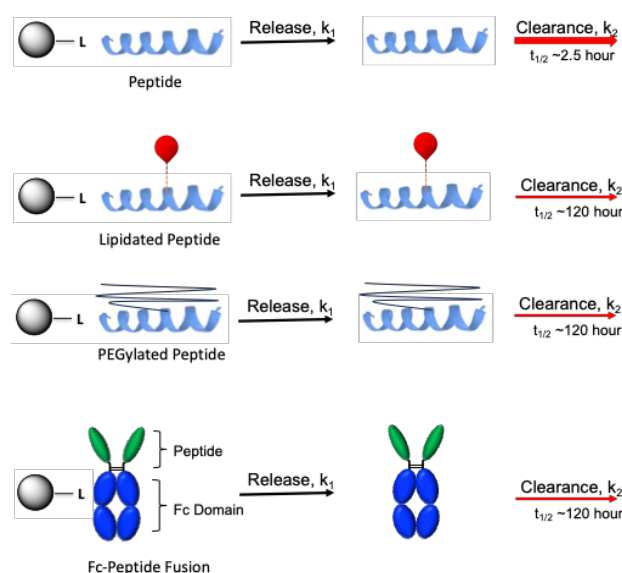 L
Release, k₁
Clearance, k₂
t₁/₂ ~2.5 hour
Peptide
L
Release, k₁
Clearance, k₂
t₁/₂ ~120 hour
Lipidated Peptide
L
Release, k₁
Clearance, k₂
t₁/₂ ~120 hour
PEGylated Peptide
Peptide
L
Fc Domain
Release, k₁
Clearance, k₂
t₁/₂ ~120 hour
Fc-Peptide Fusion